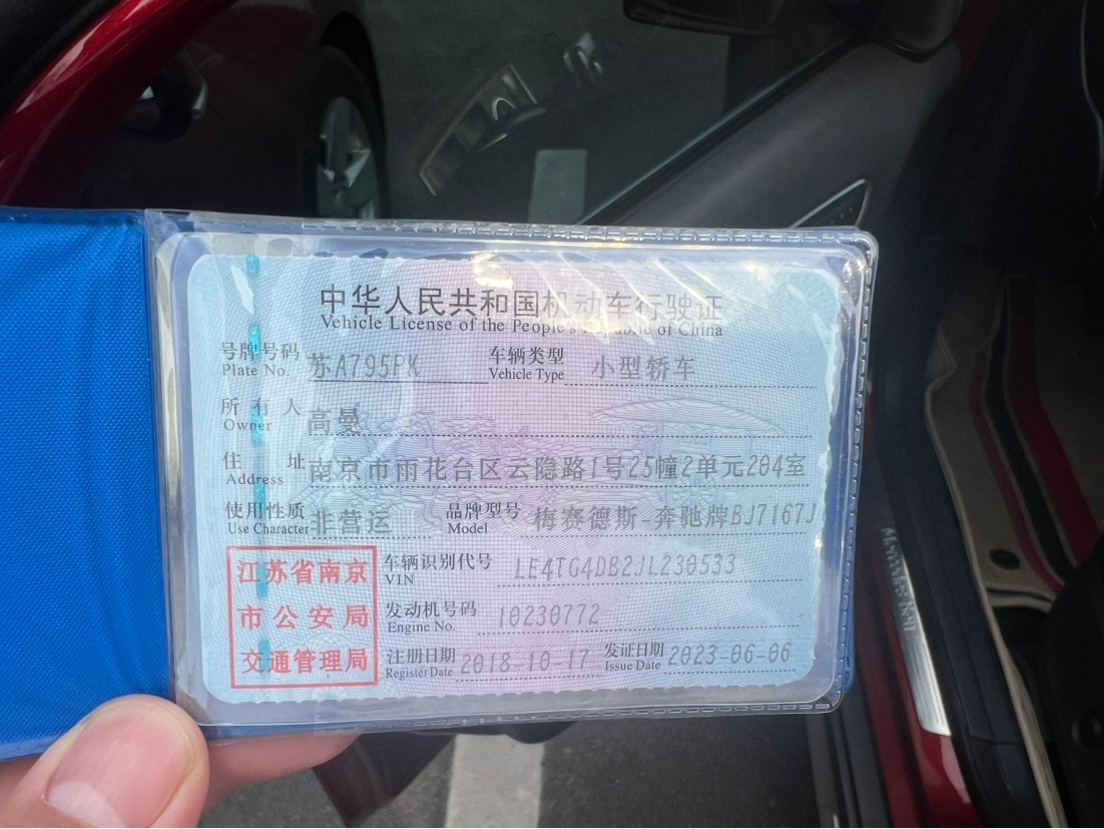 中华人民共和国机动车行驶证
Vehicle License of the People's Republic of China
号牌号码 苏A795PK 车辆类型 小型轿车
Plate No. Vehicle Type
所有人 高曼
Owner
住址 南京市雨花台区云隐路1号25幢2单元204室
Address
使用性质 非营运 品牌型号 梅赛德斯-奔驰牌BJ7167J
Use Character Model
江苏省南京
市公安局
交通管理局
车辆识别代号 LE4TG4DB2JL230533
VIN
发动机号码 10230772
Engine No.
注册日期 2018-10-17 发证日期 2023-06-06
Register Date Issue Date